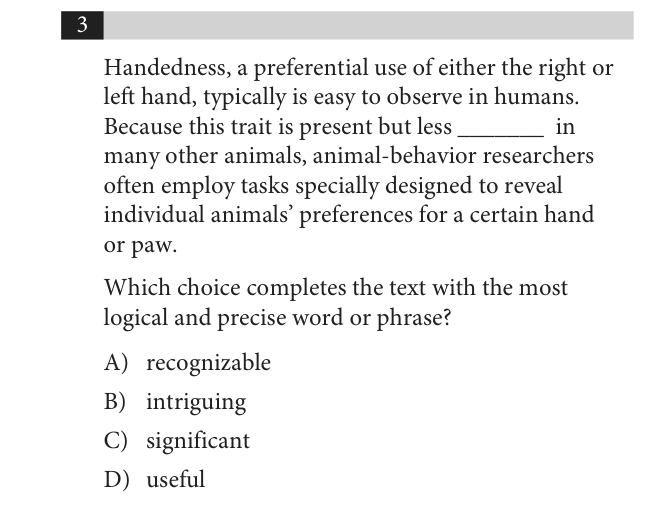 3
Handedness, a preferential use of either the right or
left hand, typically is easy to observe in humans.
Because this trait is present but less _______ in
many other animals, animal-behavior researchers
often employ tasks specially designed to reveal
individual animals’ preferences for a certain hand
or paw.
Which choice completes the text with the most
logical and precise word or phrase?
A) recognizable
B) intriguing
C) significant
D) useful